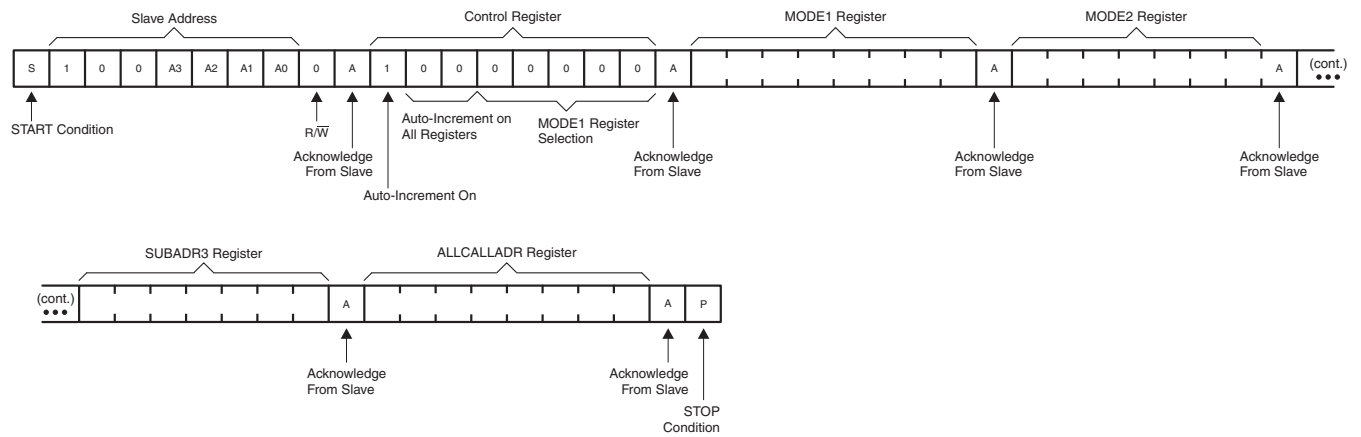 Slave Address
Control Register
MODE1 Register
MODE2 Register
S 1 0 0 A3 A2 A1 A0 0 A 1 0 0 0 0 0 0 0 A A A (cont.)
START Condition
R/W̅
Auto-Increment on
All Registers
MODE1 Register
Selection
Acknowledge
From Slave
Acknowledge
From Slave
Acknowledge
From Slave
Acknowledge
From Slave
Auto-Increment On
SUBADR3 Register
ALLCALLADR Register
(cont.) A A P
Acknowledge
From Slave
Acknowledge
From Slave
STOP
Condition